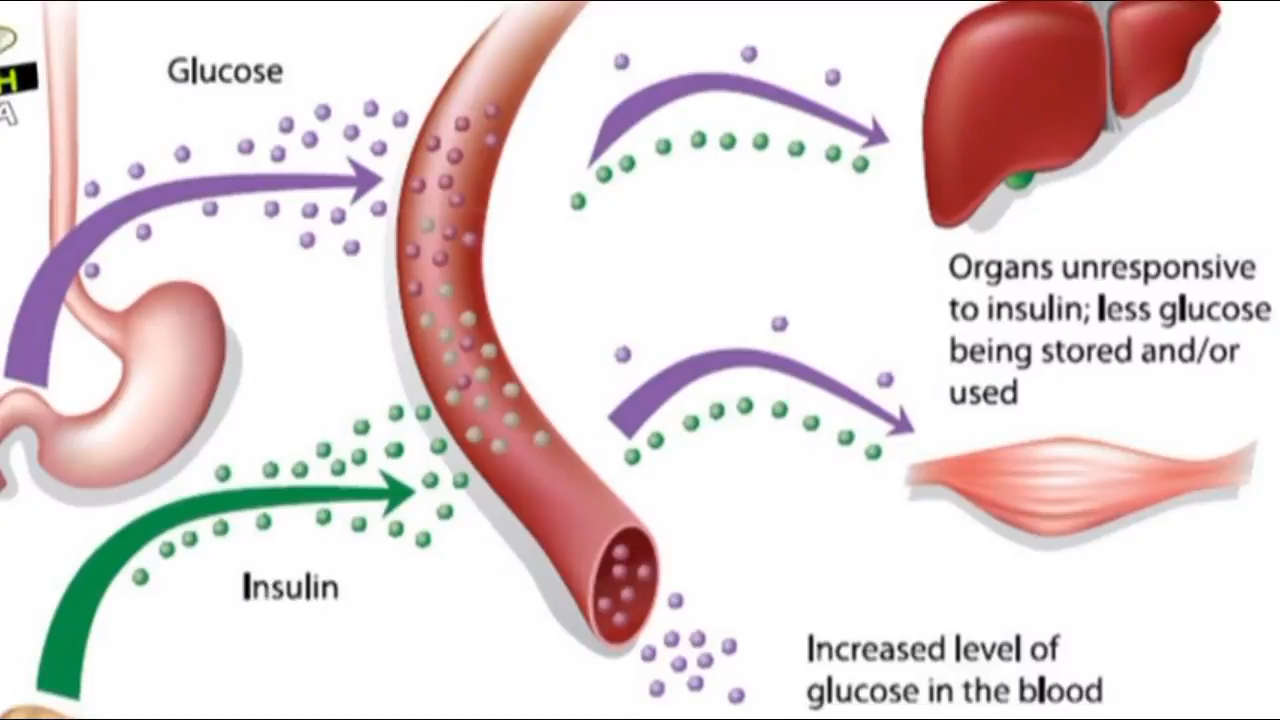 H
A
Glucose
Organs unresponsive
to insulin; less glucose
being stored and/or
used
Insulin
Increased level of
glucose in the blood